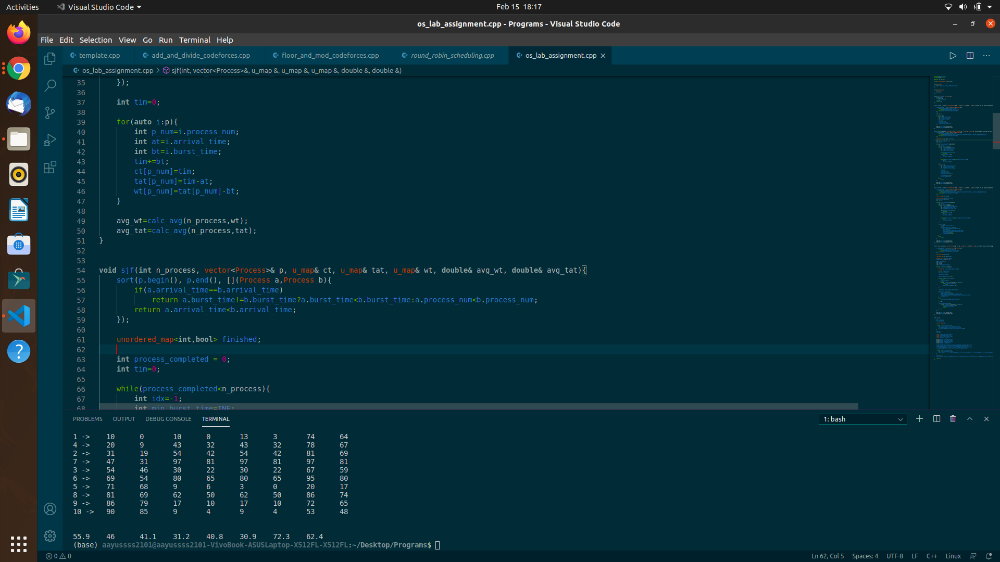 Activities
Visual Studio Code
Feb 15 18:17
os_lab_assignment.cpp - Programs - Visual Studio Code
File Edit Selection View Go Run Terminal Help
template.cpp
add_and_divide_codeforces.cpp
floor_and_mod_codeforces.cpp
round_robin_scheduling.cpp
os_lab_assignment.cpp
os_lab_assignment.cpp > sjf(int, vector<Process>&, u_map &, u_map &, u_map &, double &, double &)
35 });
36
37 int tim=0;
38
39 for(auto i:p){
40 int p_num=i.process_num;
41 int at=i.arrival_time;
42 int bt=i.burst_time;
43 tim+=bt;
44 ct[p_num]=tim;
45 tat[p_num]=tim-at;
46 wt[p_num]=tat[p_num]-bt;
47 }
48
49 avg_wt=calc_avg(n_process,wt);
50 avg_tat=calc_avg(n_process,tat);
51 }
52
53
54 void sjf(int n_process, vector<Process>& p, u_map& ct, u_map& tat, u_map& wt, double& avg_wt, double& avg_tat){
55 sort(p.begin(), p.end(), [](Process a,Process b){
56 if(a.arrival_time==b.arrival_time)
57 return a.burst_time!=b.burst_time?a.burst_time<b.burst_time:a.process_num<b.process_num;
58 return a.arrival_time<b.arrival_time;
59 });
60
61 unordered_map<int,bool> finished;
62
63 int process_completed = 0;
64 int tim=0;
65
66 while(process_completed<n_process){
67 int idx=-1;
68 int min_burst_time=INF;
PROBLEMS OUTPUT DEBUG CONSOLE TERMINAL
1: bash
1 -> 10 0 10 0 13 3 74 64
4 -> 20 9 43 32 43 32 78 67
2 -> 31 19 54 42 54 42 81 69
7 -> 47 31 97 81 97 81 97 81
3 -> 54 46 30 22 30 22 67 59
6 -> 69 54 80 65 80 65 95 80
5 -> 71 68 9 6 3 0 20 17
8 -> 81 69 62 50 62 50 86 74
9 -> 86 79 17 10 17 10 72 65
10 -> 90 85 9 4 9 4 53 48
55.9 46 41.1 31.2 40.8 30.9 72.3 62.4
(base) aayussss2101@aayussss2101-VivoBook-ASUSLaptop-X512FL-X512FL:~/Desktop/Programs$
0 0
Ln 62, Col 5
Spaces: 4
UTF-8
LF
C++
Linux